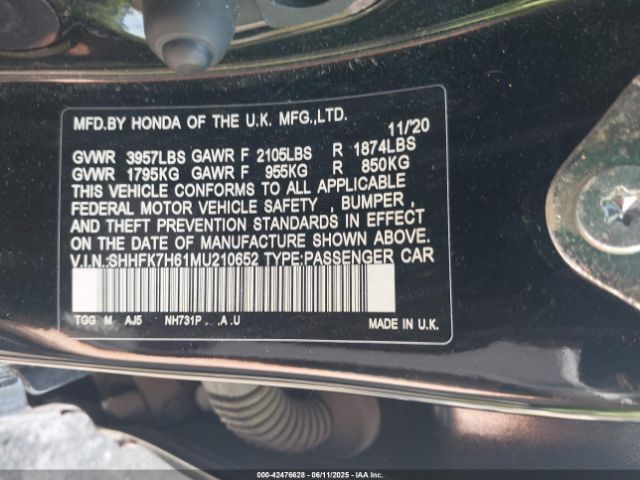 MFD.BY HONDA OF THE U.K. MFG.,LTD.
11/'20
GVWR 3957LBS GAWR F 2105LBS R 1874LBS
GVWR 1795KG GAWR F 955KG R 850KG
THIS VEHICLE CONFORMS TO ALL APPLICABLE
FEDERAL MOTOR VEHICLE SAFETY , BUMPER ,
AND THEFT PREVENTION STANDARDS IN EFFECT
ON THE DATE OF MANUFACTURE SHOWN ABOVE.
V.I.N.:SHHFK7H61MU210652 TYPE:PASSENGER CAR
TGG M AJ5 NH731P .A .U MADE IN U.K.
000-42476628 - 06/11/2025 - IAA Inc.